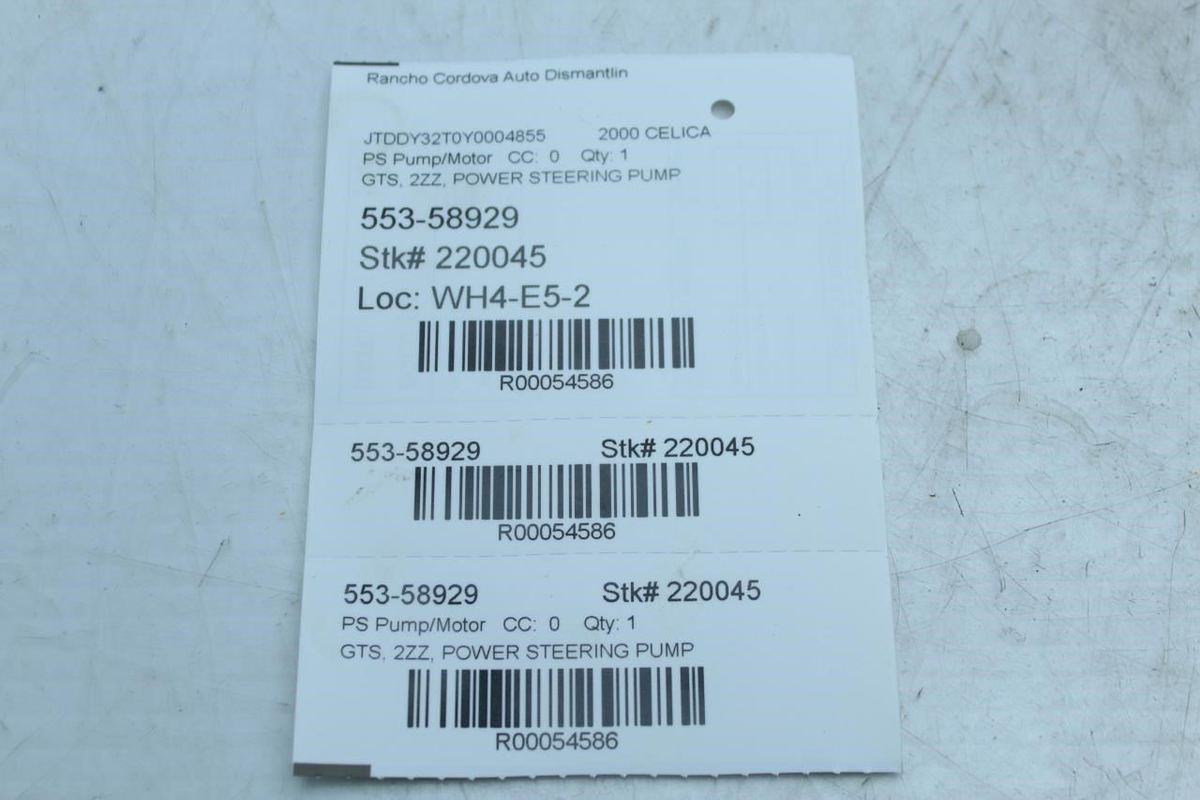 Rancho Cordova Auto Dismantlin
JTDDY32T0Y0004855 2000 CELICA
PS Pump/Motor CC: 0 Qty: 1
GTS, 2ZZ, POWER STEERING PUMP
553-58929
Stk# 220045
Loc: WH4-E5-2
R00054586
553-58929 Stk# 220045
R00054586
553-58929 Stk# 220045
PS Pump/Motor CC: 0 Qty: 1
GTS, 2ZZ, POWER STEERING PUMP
R00054586